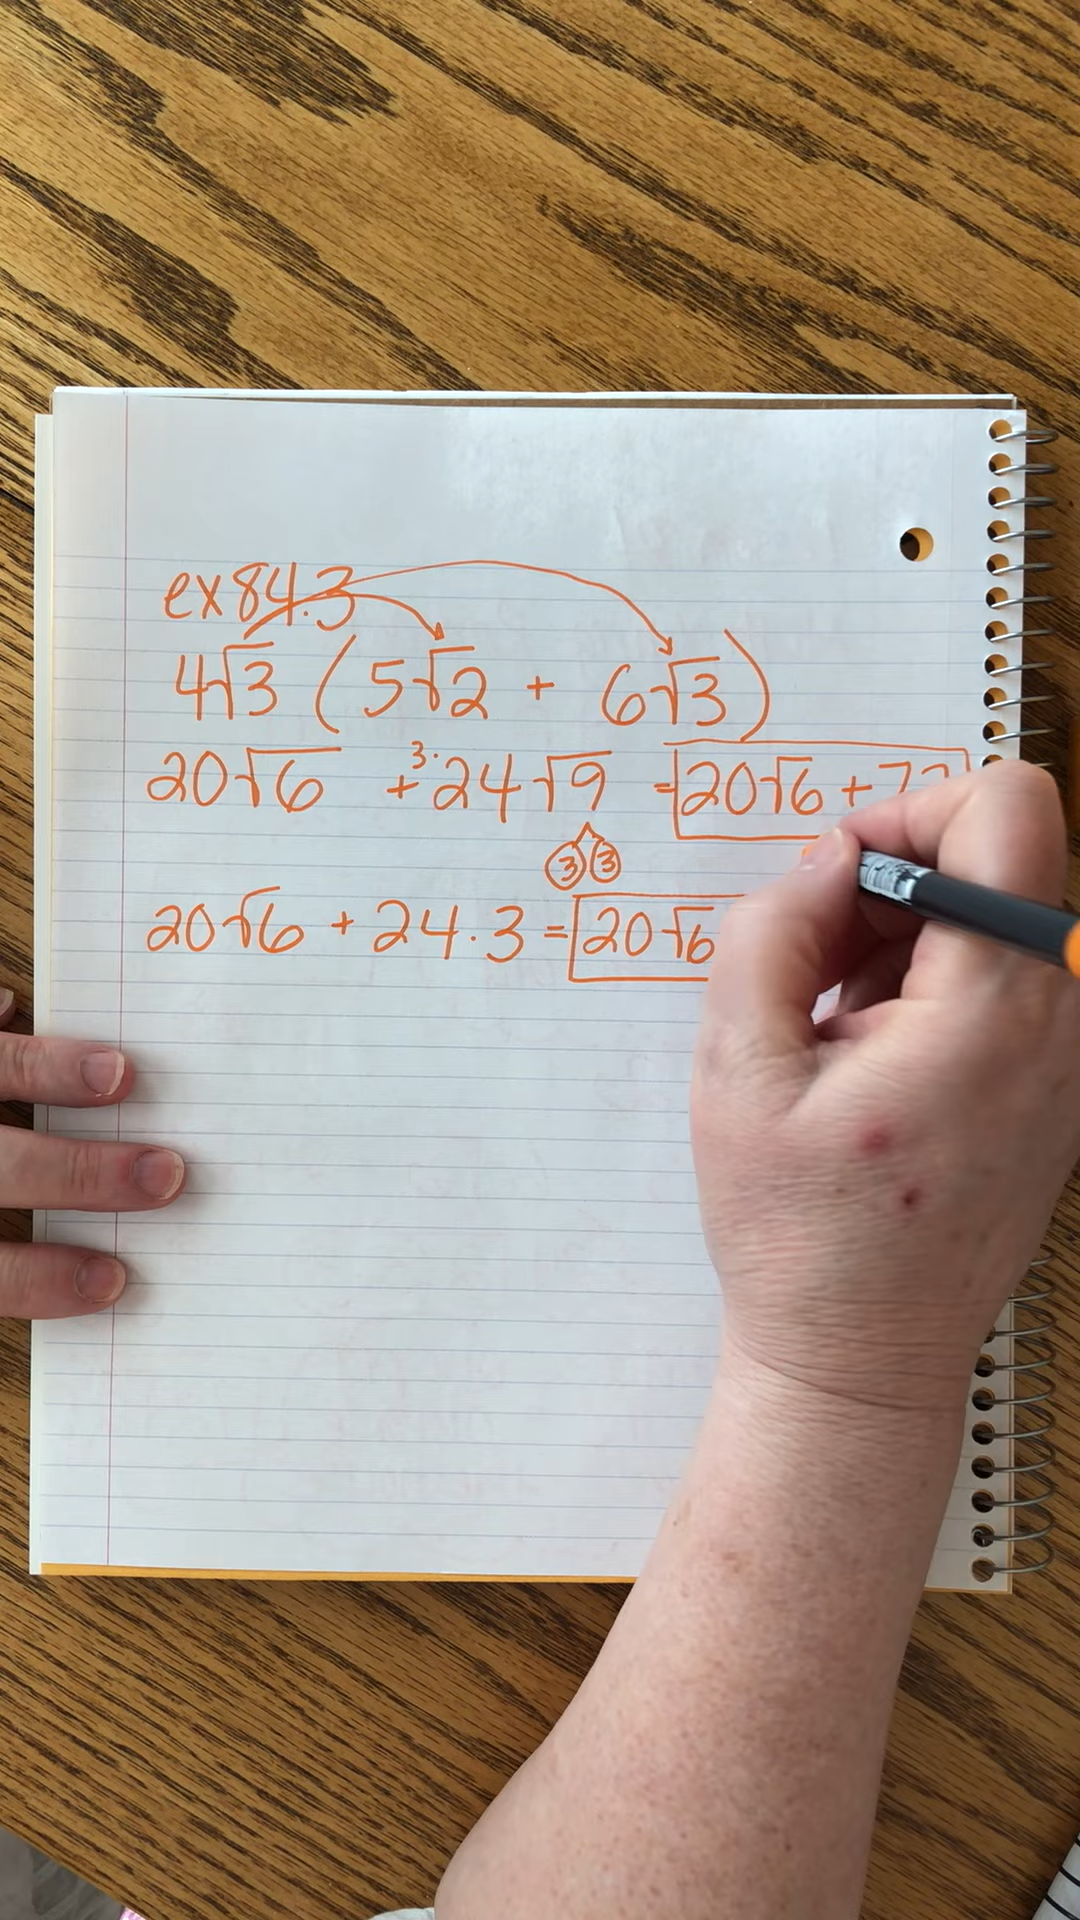 ex 84.3
4√3 (5√2 + 6√3)
20√6 + 3·24√9 = 20√6 + 72
3 3
20√6 + 24·3 = 20√6